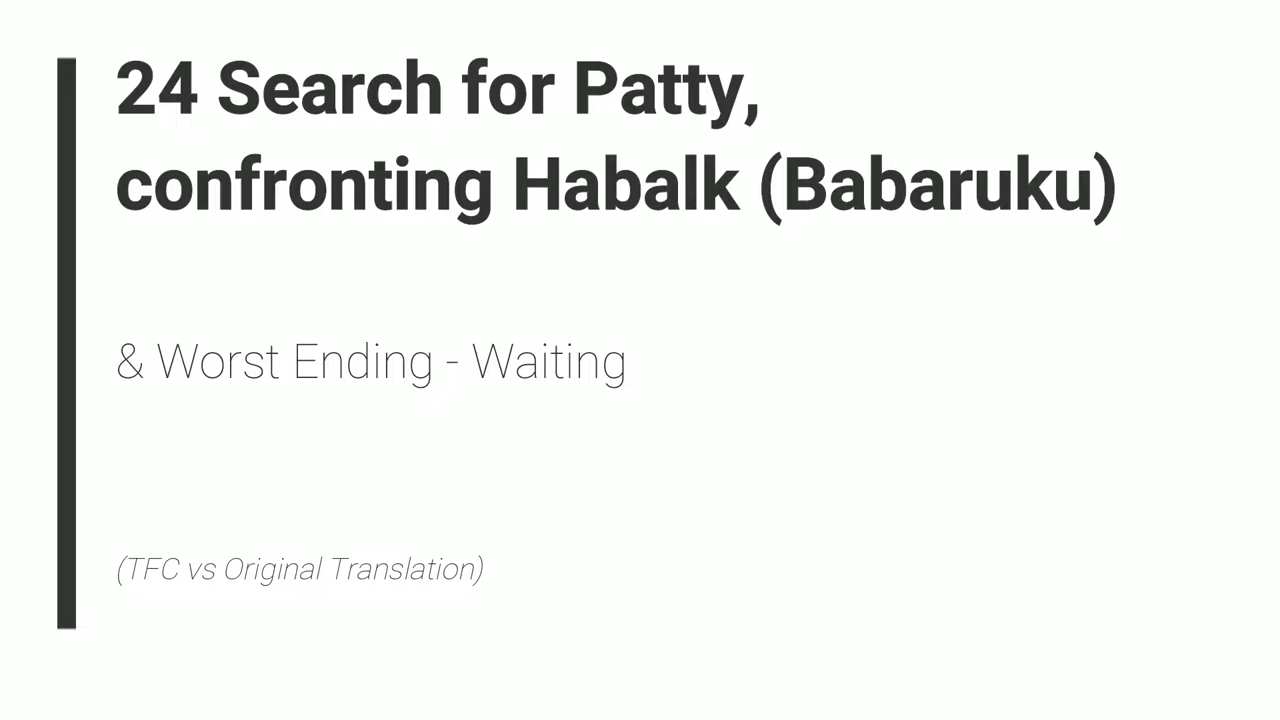 24 Search for Patty,
confronting Habalk (Babaruku)
& Worst Ending - Waiting
(TFC vs Original Translation)